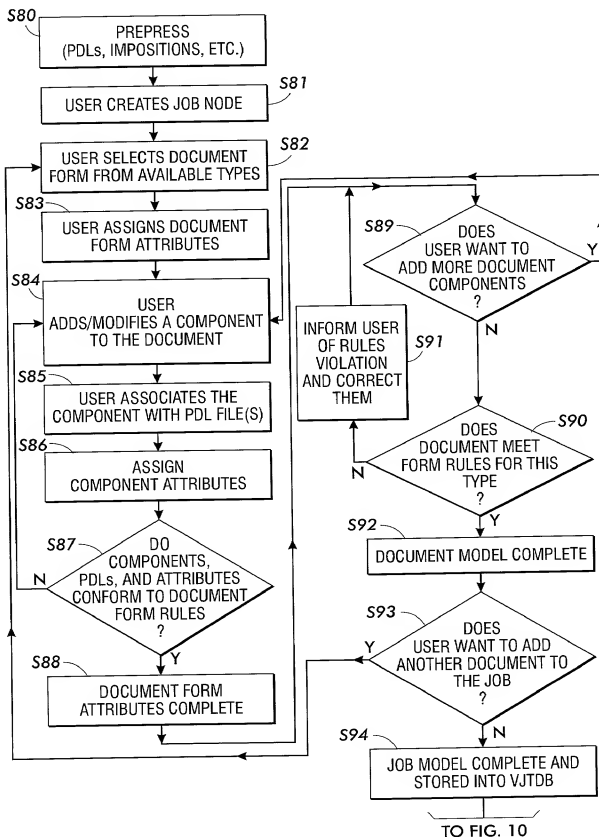 S80
PREPRESS
(PDLs, IMPOSITIONS, ETC.)
S81
USER CREATES JOB NODE
S82
USER SELECTS DOCUMENT
FORM FROM AVAILABLE TYPES
S83
USER ASSIGNS DOCUMENT
FORM ATTRIBUTES
S84
USER
ADDS/MODIFIES A COMPONENT
TO THE DOCUMENT
S85
USER ASSOCIATES THE
COMPONENT WITH PDL FILE(S)
S86
ASSIGN
COMPONENT ATTRIBUTES
S87
DO
COMPONENTS,
PDLs, AND ATTRIBUTES
CONFORM TO DOCUMENT
FORM RULES
?
N
Y
S88
DOCUMENT FORM
ATTRIBUTES COMPLETE
S89
DOES
USER WANT TO
ADD MORE DOCUMENT
COMPONENTS
?
Y
N
INFORM USER
OF RULES
VIOLATION
AND CORRECT
THEM
S91
S90
DOES
DOCUMENT MEET
FORM RULES FOR THIS
TYPE
?
N
Y
S92
DOCUMENT MODEL COMPLETE
S93
DOES
USER WANT TO ADD
ANOTHER DOCUMENT TO
THE JOB
?
Y
N
S94
JOB MODEL COMPLETE AND
STORED INTO VJTDB
TO FIG. 10